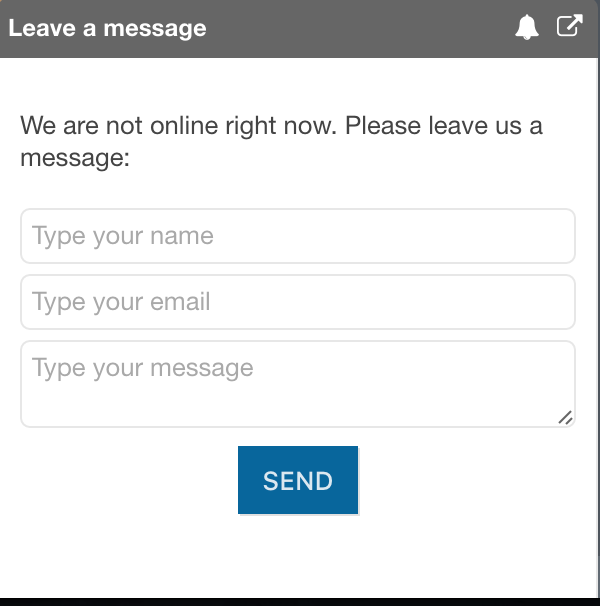 Leave a message
We are not online right now. Please leave us a
message:
Type your name
Type your email
Type your message
SEND